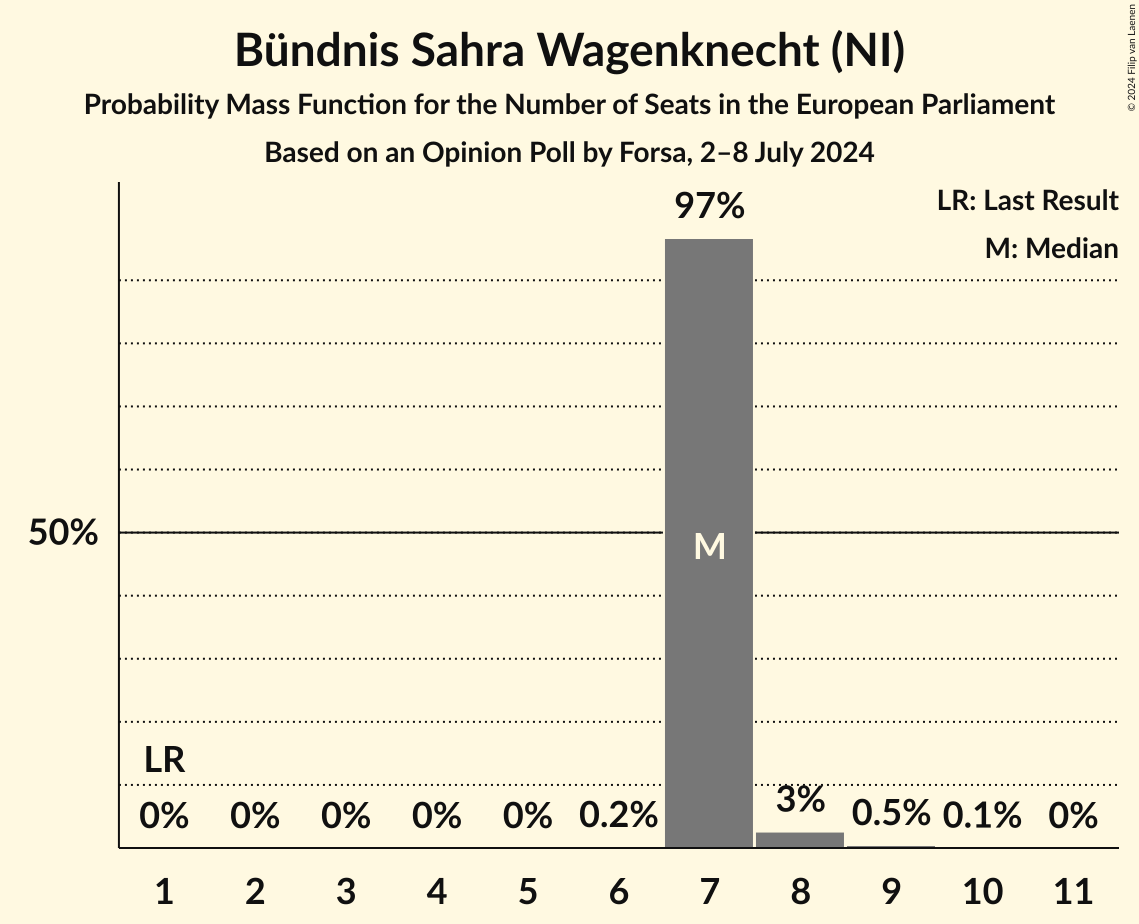 Bündnis Sahra Wagenknecht (NI)
Probability Mass Function for the Number of Seats in the European Parliament
Based on an Opinion Poll by Forsa, 2–8 July 2024
© 2024 Filip van Laenen
LR: Last Result
M: Median
97%
50%
M
LR
0% 0% 0% 0% 0% 0.2% 3% 0.5% 0.1% 0%
1 2 3 4 5 6 7 8 9 10 11